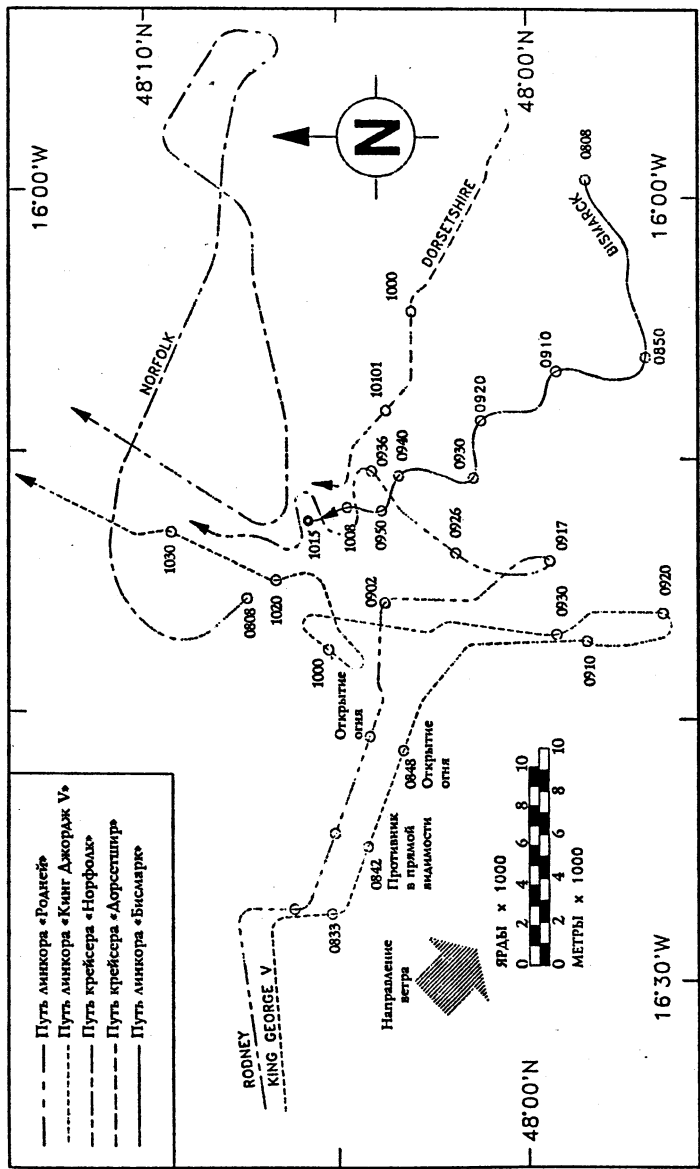 Путь линкора «Родней»
Путь линкора «Кинг Джордж V»
Путь крейсера «Норфолк»
Путь крейсера «Дорсетшир»
Путь линкора «Бисмарк»
16°00'W
48°10'N
NORFOLK
N
1030
0808
1020
1015
1000
Открытие
огня
RODNEY
KING GEORGE V
0833
0842
Противник
в прямой
видимости
0848
Открытие
огня
0902
1008
0950
0936
0940
10101
1000
DORSETSHIRE
48°00'N
0808
BISMARCK
0850
0910
0920
0930
0926
0917
0930
0910
0920
Направление
ветра
ЯРДЫ х 1000
0 2 4 6 8 10
0 2 4 6 8 10
МЕТРЫ х 1000
16°30'W
48°00'N
16°00'W